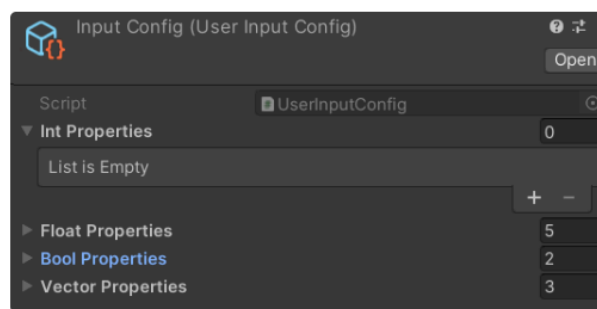 Input Config (User Input Config)
Open
Script UserInputConfig
Int Properties 0
List is Empty
+ −
Float Properties 5
Bool Properties 2
Vector Properties 3